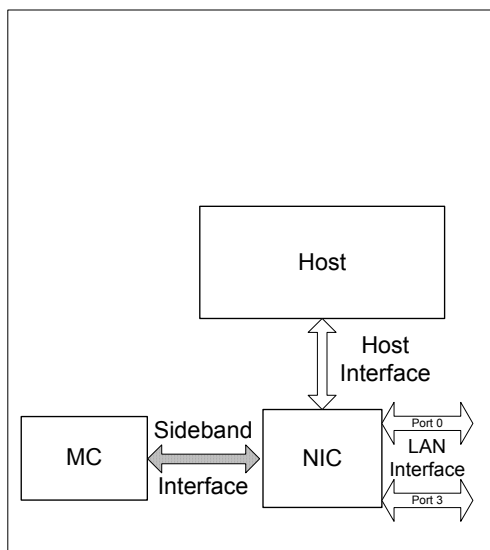 Host
Host
Interface
MC
Sideband
Interface
NIC
Port 0
LAN
Interface
Port 3